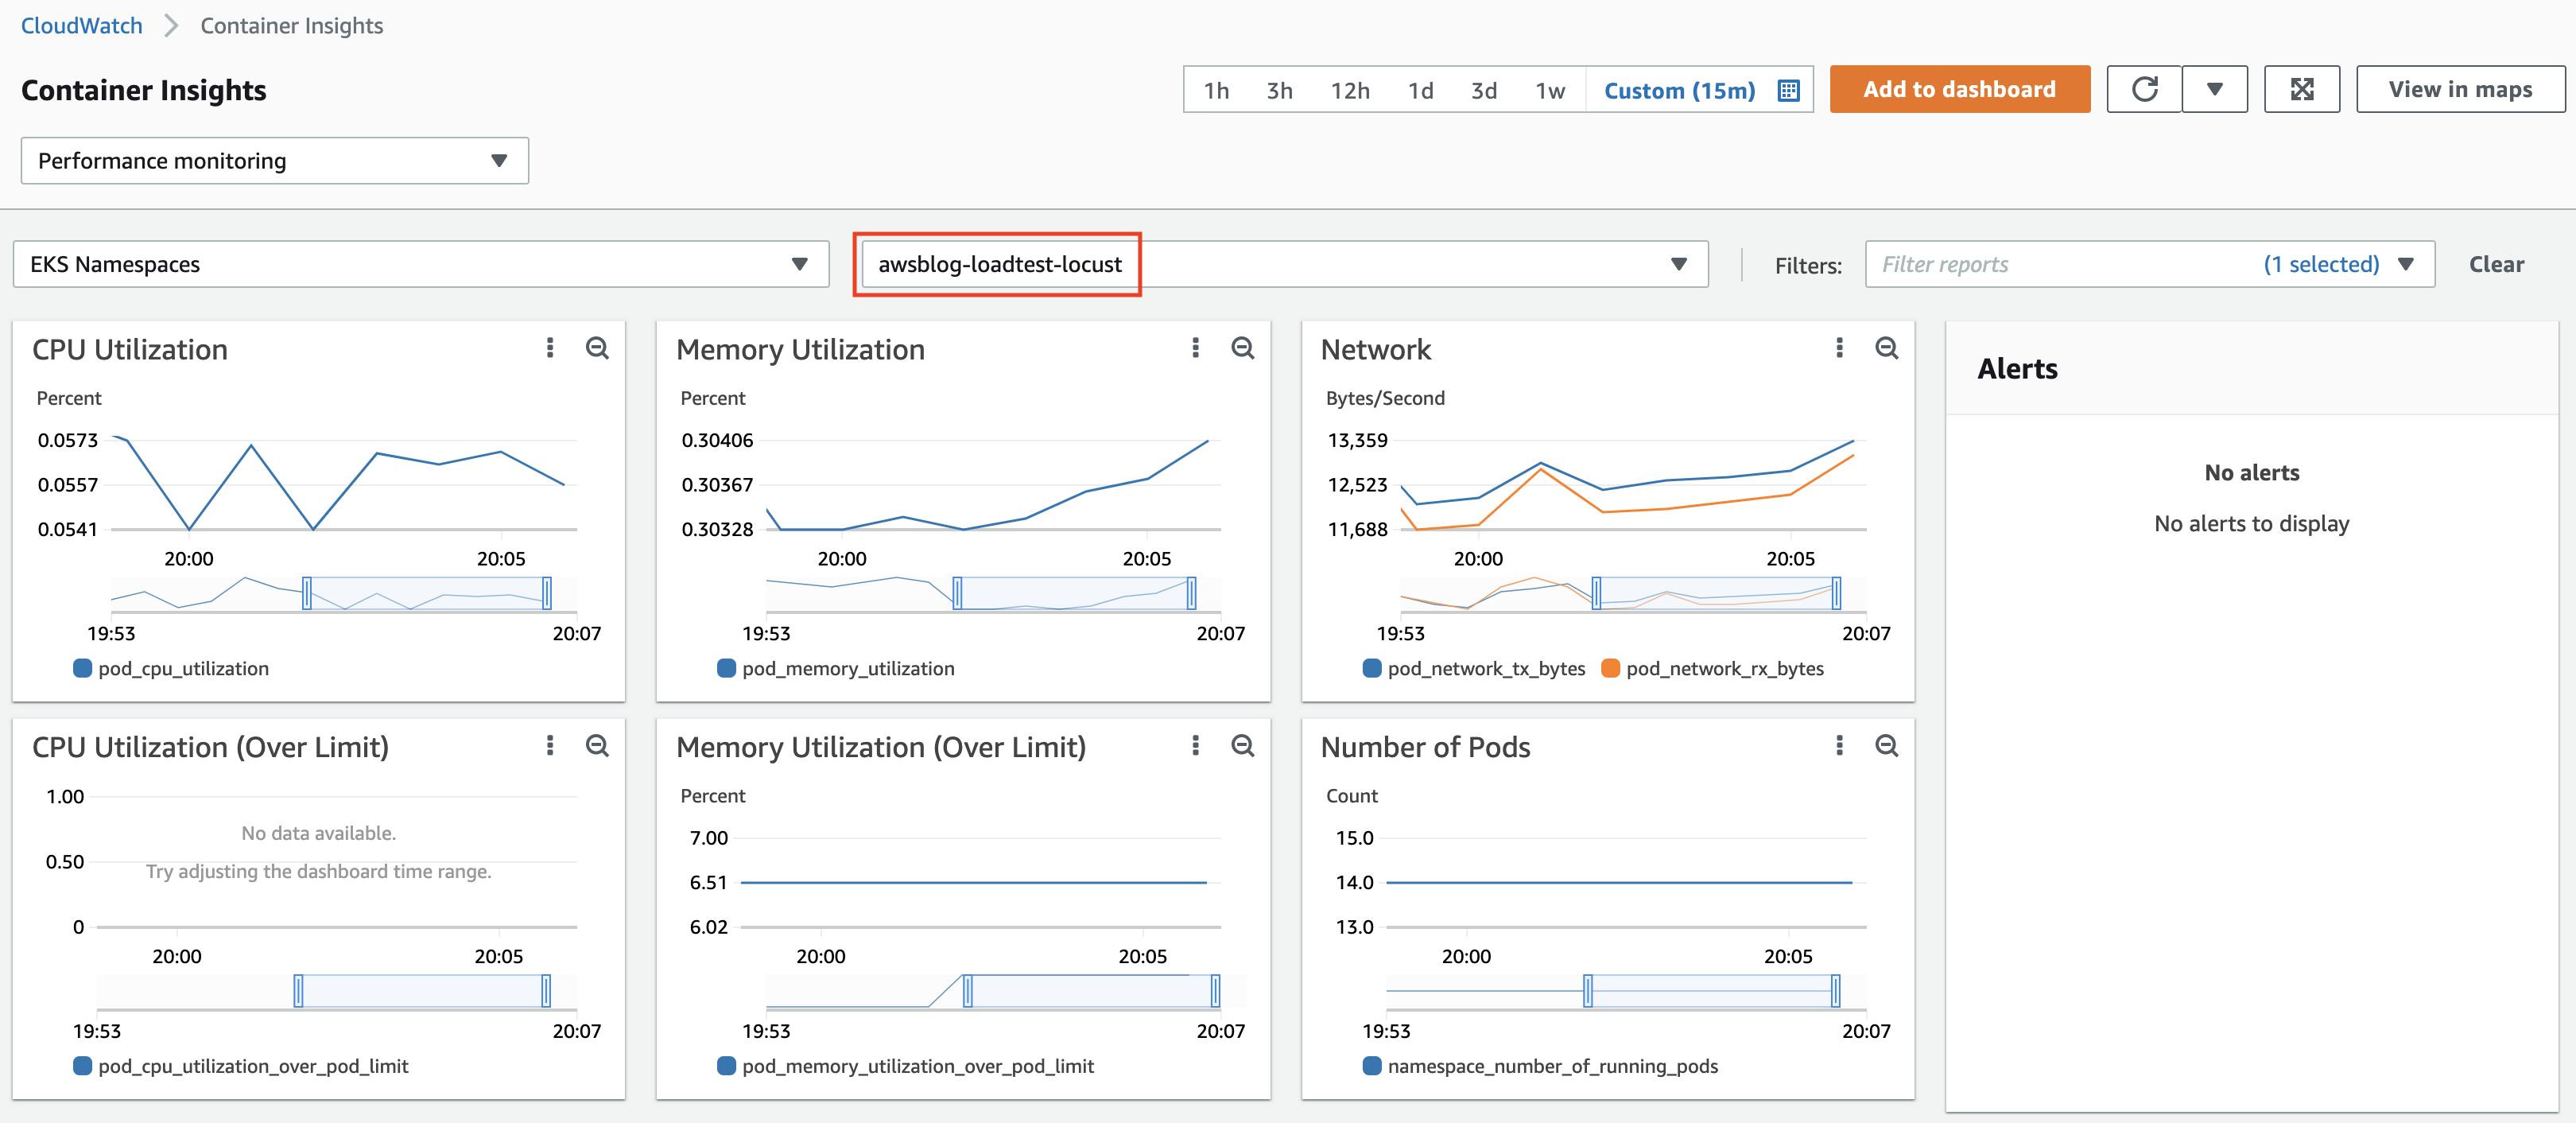 CloudWatch Container Insights
Container Insights
1h 3h 12h 1d 3d 1w Custom (15m) Add to dashboard View in maps
Performance monitoring
EKS Namespaces awsblog-loadtest-locust Filters: Filter reports (1 selected) Clear
CPU Utilization
Percent
0.0573
0.0557
0.0541
20:00 20:05
19:53 20:07
pod_cpu_utilization
Memory Utilization
Percent
0.30406
0.30367
0.30328
20:00 20:05
19:53 20:07
pod_memory_utilization
Network
Bytes/Second
13,359
12,523
11,688
20:00 20:05
19:53 20:07
pod_network_tx_bytes pod_network_rx_bytes
Alerts
No alerts
No alerts to display
CPU Utilization (Over Limit)
1.00
No data available.
0.50
Try adjusting the dashboard time range.
0
20:00 20:05
19:53 20:07
pod_cpu_utilization_over_pod_limit
Memory Utilization (Over Limit)
Percent
7.00
6.51
6.02
20:00 20:05
19:53 20:07
pod_memory_utilization_over_pod_limit
Number of Pods
Count
15.0
14.0
13.0
20:00 20:05
19:53 20:07
namespace_number_of_running_pods